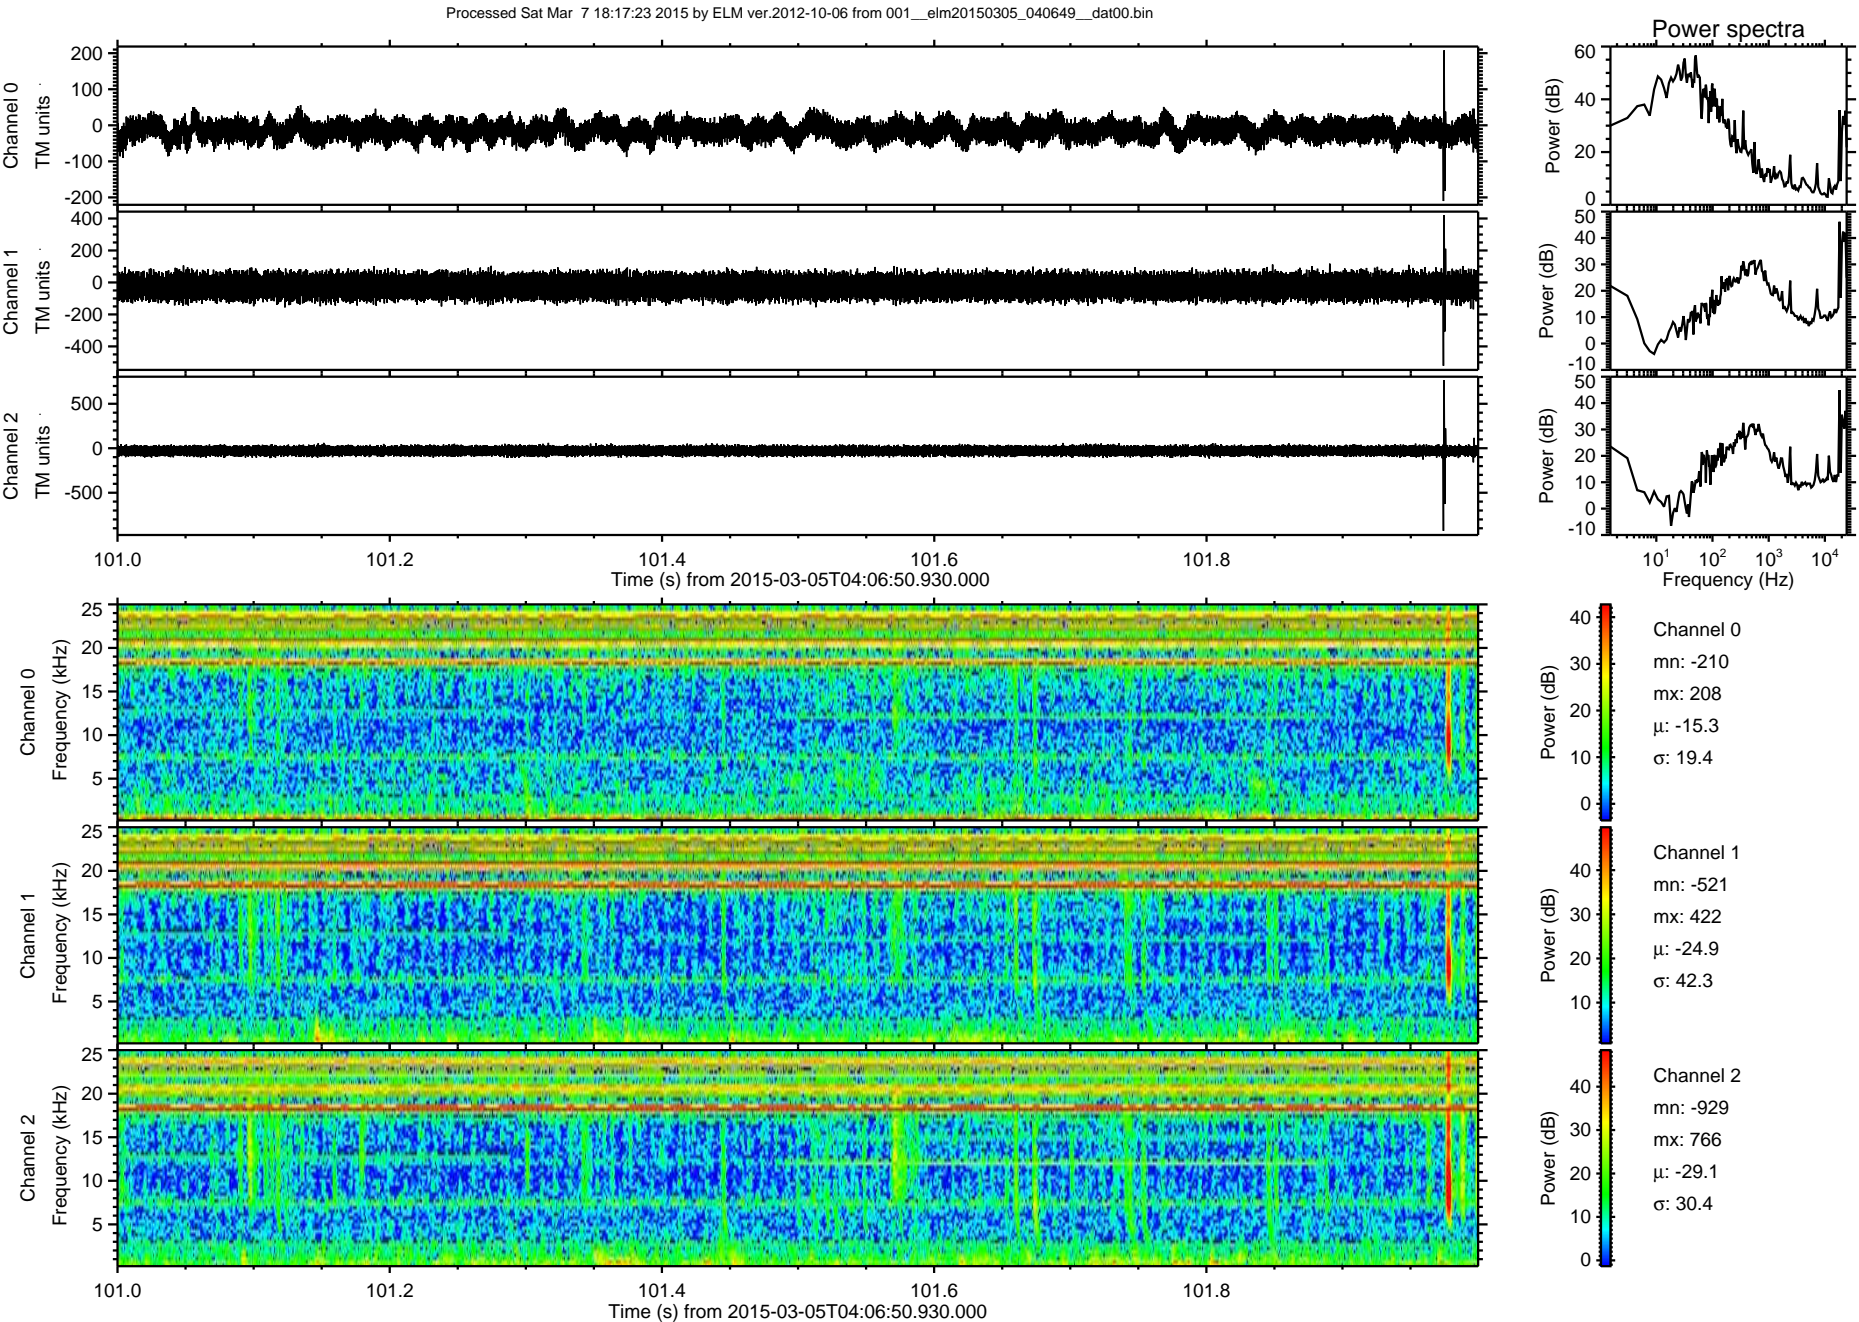 Processed Sat Mar  7 18:17:23 2015 by ELM ver.2012-10-06 from 001__elm20150305_040649__dat00.bin
Power spectra
Channel 0
TM units
200
100
0
-100
-200
Power (dB)
60
40
20
0
Channel 1
TM units
400
200
0
-200
-400
Power (dB)
50
40
30
20
10
0
-10
Channel 2
TM units
500
0
-500
Power (dB)
50
40
30
20
10
0
-10
101.0 101.2 101.4 101.6 101.8
Time (s) from 2015-03-05T04:06:50.930.000
10^1 10^2 10^3 10^4
Frequency (Hz)
Channel 0
Frequency (kHz)
25
20
15
10
5
Power (dB)
40
30
20
10
0
Channel 0
mn: -210
mx: 208
μ: -15.3
σ: 19.4
Channel 1
Frequency (kHz)
25
20
15
10
5
Power (dB)
40
30
20
10
Channel 1
mn: -521
mx: 422
μ: -24.9
σ: 42.3
Channel 2
Frequency (kHz)
25
20
15
10
5
Power (dB)
40
30
20
10
0
Channel 2
mn: -929
mx: 766
μ: -29.1
σ: 30.4
101.0 101.2 101.4 101.6 101.8
Time (s) from 2015-03-05T04:06:50.930.000